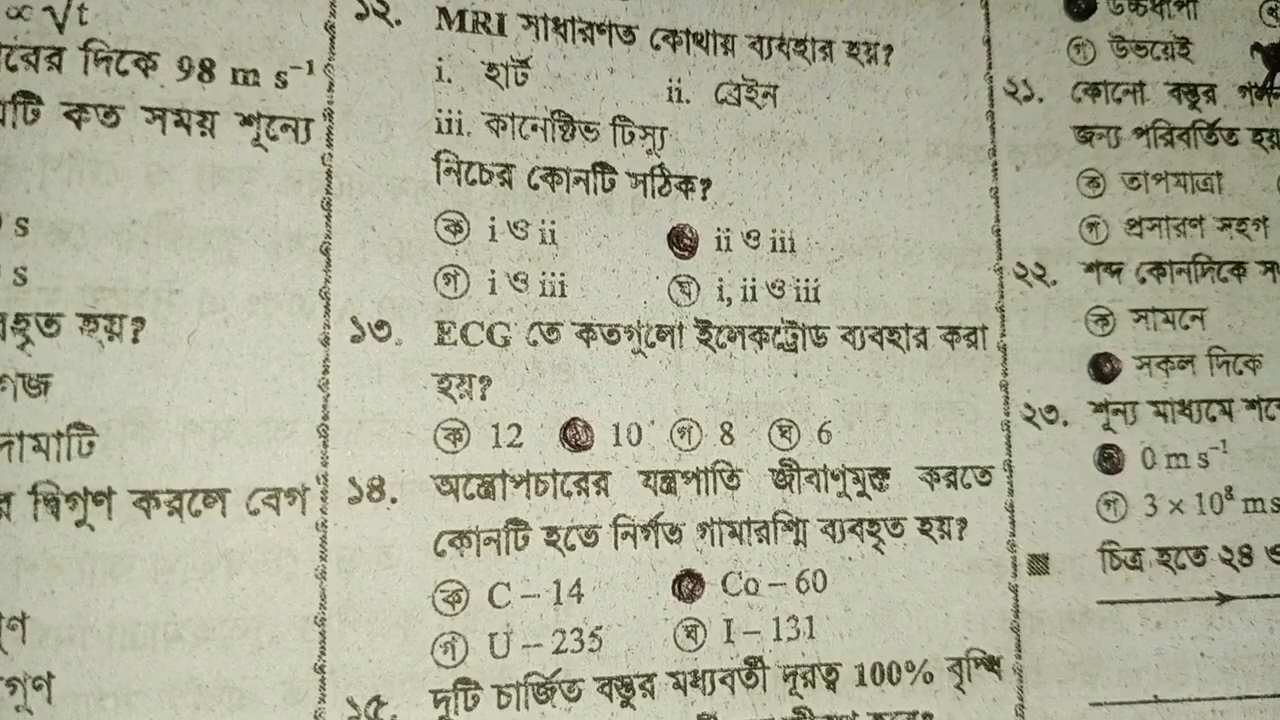 ∝ √t
রের দিকে 98 m s⁻¹
কত সময় শূন্যে
s
s
হয়?
দ্বিগুণ করলে বেগ
১২. MRI সাধারণত কোথায় ব্যবহার হয়?
i. হার্ট ii. ব্রেইন
iii. কানেক্টিভ টিস্যু
নিচের কোনটি সঠিক?
ক i ও ii ii ও iii
গ i ও iii ঘ i, ii ও iii
১৩. ECG তে কতগুলো ইলেকট্রোড ব্যবহার করা
হয়?
ক 12 10 গ 8 ঘ 6
১৪. অস্ত্রোপচারের যন্ত্রপাতি জীবাণুমুক্ত করতে
কোনটি হতে নির্গত গামারশ্মি ব্যবহৃত হয়?
ক C – 14 Co – 60
গ U – 235 ঘ I – 131
১৫. দুটি চার্জিত বস্তুর মধ্যবর্তী দূরত্ব 100% বৃদ্ধি
গ উভয়েই
২১. কোনো বস্তুর
জন্য পরিবর্তিত হয়
ক তাপমাত্রা
গ প্রসারণ সহগ
২২. শব্দ কোনদিকে
ক সামনে
সকল দিকে
২৩. শূন্য মাধ্যমে
0 m s⁻¹
গ 3 × 10⁸ ms
চিত্র হতে ২৪ ও